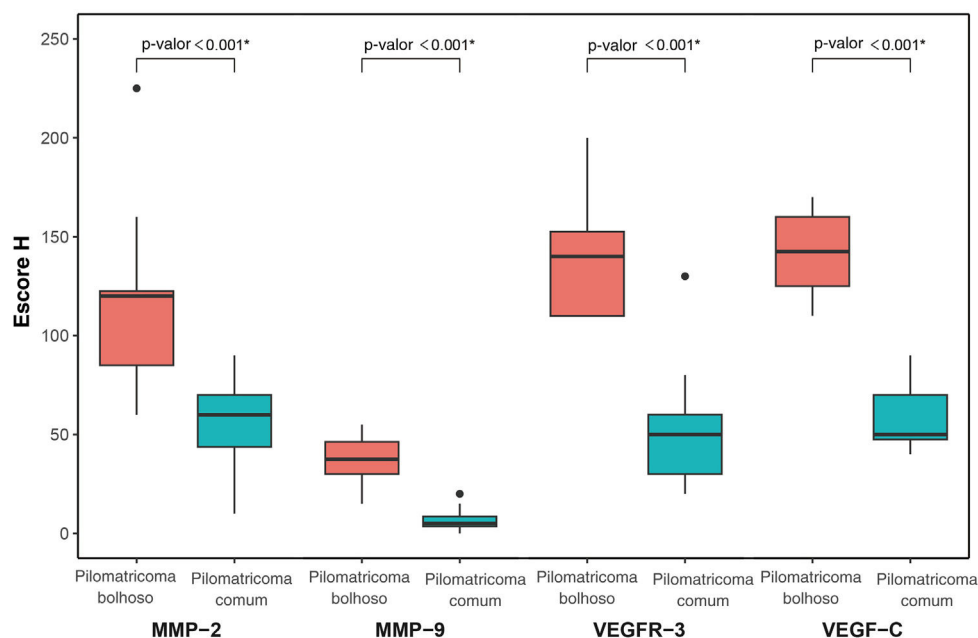 p-valor <0.001* p-valor <0.001* p-valor <0.001* p-valor <0.001*
Escore H
250
200
150
100
50
0
Pilomatricoma Pilomatricoma Pilomatricoma Pilomatricoma Pilomatricoma Pilomatricoma Pilomatricoma Pilomatricoma
bolhoso comum bolhoso comum bolhoso comum bolhoso comum
MMP−2 MMP−9 VEGFR−3 VEGF−C